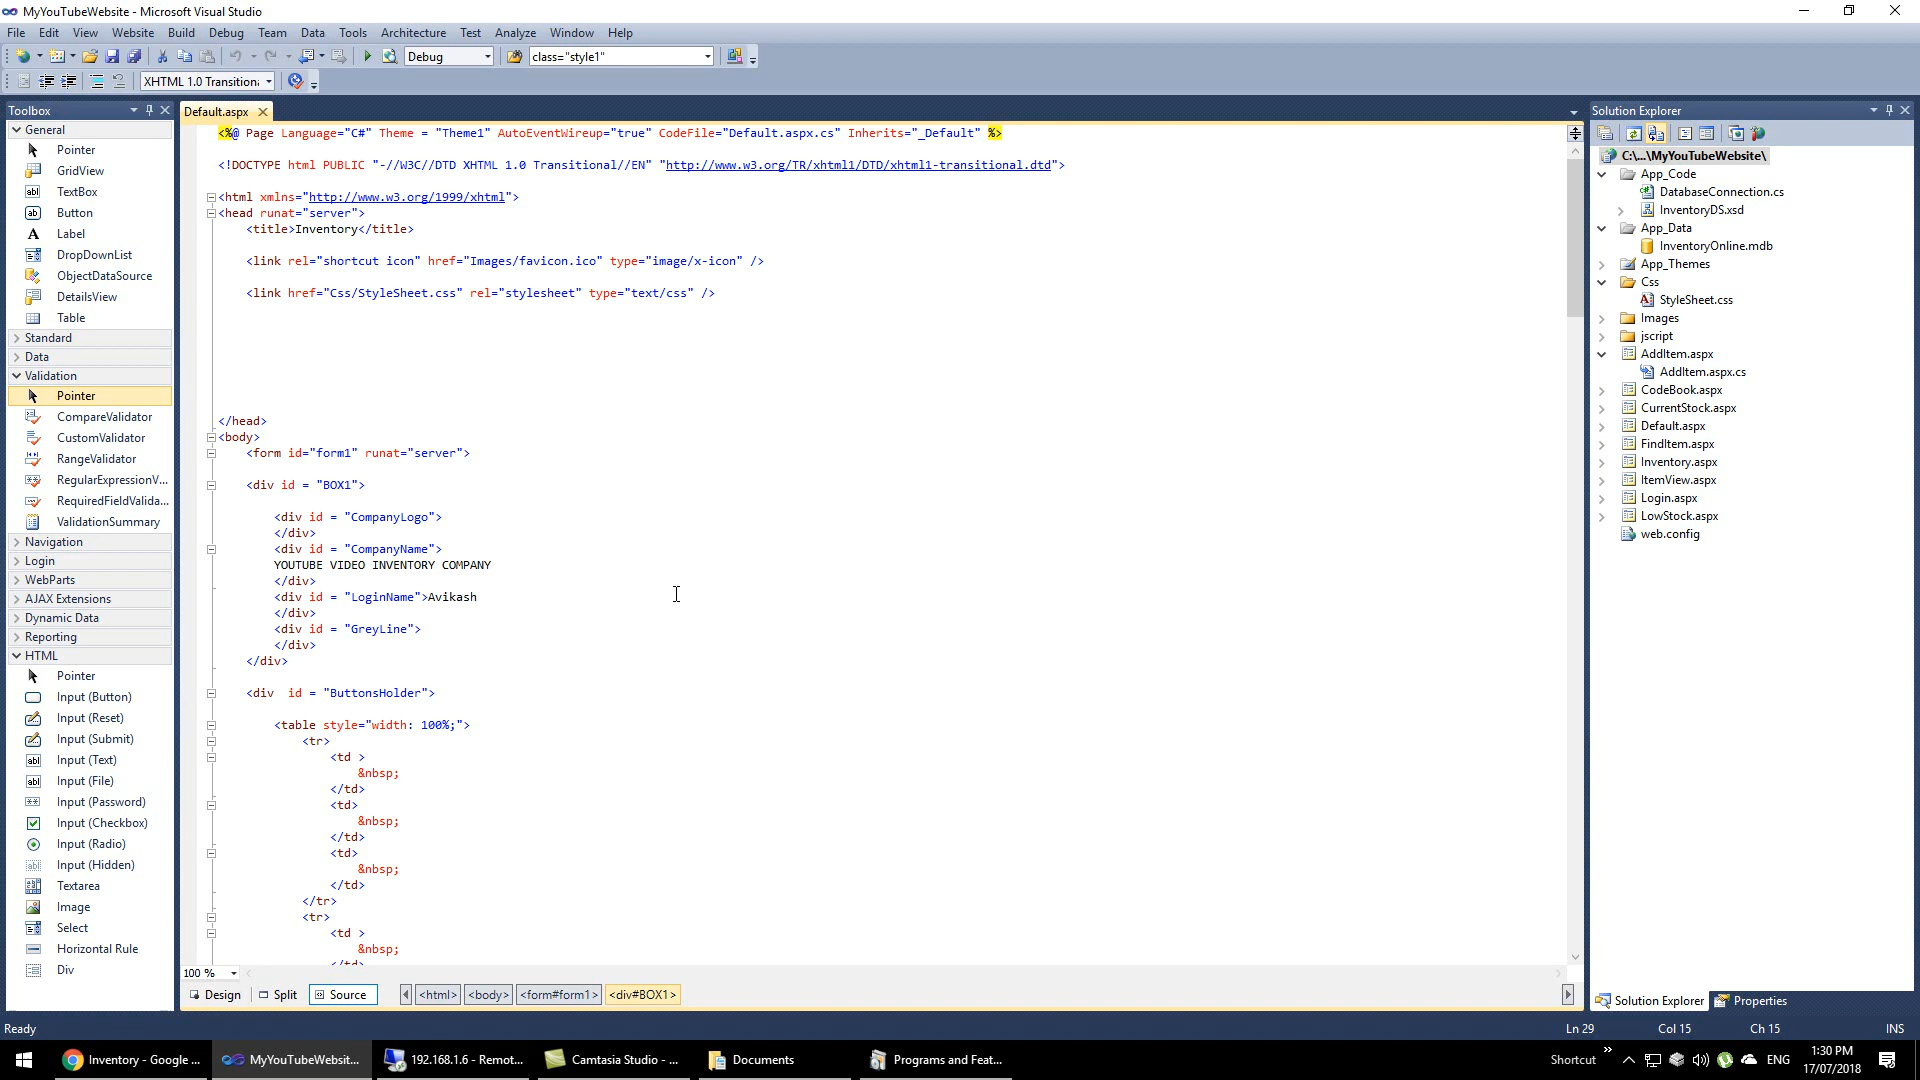 MyYouTubeWebsite - Microsoft Visual Studio
File Edit View Website Build Debug Team Data Tools Architecture Test Analyze Window Help
Debug class="style1"
XHTML 1.0 Transition
Toolbox
General
Pointer
GridView
TextBox
Button
Label
DropDownList
ObjectDataSource
DetailsView
Table
Standard
Data
Validation
Pointer
CompareValidator
CustomValidator
RangeValidator
RegularExpressionV...
RequiredFieldValida...
ValidationSummary
Navigation
Login
WebParts
AJAX Extensions
Dynamic Data
Reporting
HTML
Pointer
Input (Button)
Input (Reset)
Input (Submit)
Input (Text)
Input (File)
Input (Password)
Input (Checkbox)
Input (Radio)
Input (Hidden)
Textarea
Image
Select
Horizontal Rule
Div
Default.aspx
<%@ Page Language="C#" Theme = "Theme1" AutoEventWireup="true" CodeFile="Default.aspx.cs" Inherits="_Default" %>
<!DOCTYPE html PUBLIC "-//W3C//DTD XHTML 1.0 Transitional//EN" "http://www.w3.org/TR/xhtml1/DTD/xhtml1-transitional.dtd">
<html xmlns="http://www.w3.org/1999/xhtml">
<head runat="server">
<title>Inventory</title>
<link rel="shortcut icon" href="Images/favicon.ico" type="image/x-icon" />
<link href="Css/StyleSheet.css" rel="stylesheet" type="text/css" />
</head>
<body>
<form id="form1" runat="server">
<div id = "BOX1">
<div id = "CompanyLogo">
</div>
<div id = "CompanyName">
YOUTUBE VIDEO INVENTORY COMPANY
</div>
<div id = "LoginName">Avikash
</div>
<div id = "GreyLine">
</div>
</div>
<div  id = "ButtonsHolder">
<table style="width: 100%;">
<tr>
<td >
&nbsp;
</td>
<td>
&nbsp;
</td>
<td>
&nbsp;
</td>
</tr>
<tr>
<td >
&nbsp;
</td>
100 %
Design Split Source <html> <body> <form#form1> <div#BOX1>
Solution Explorer
C:\...\MyYouTubeWebsite\
App_Code
DatabaseConnection.cs
InventoryDS.xsd
App_Data
InventoryOnline.mdb
App_Themes
Css
StyleSheet.css
Images
jscript
AddItem.aspx
AddItem.aspx.cs
CodeBook.aspx
CurrentStock.aspx
Default.aspx
FindItem.aspx
Inventory.aspx
ItemView.aspx
Login.aspx
LowStock.aspx
web.config
Solution Explorer Properties
Ready Ln 29 Col 15 Ch 15 INS
Inventory - Google ... MyYouTubeWebsit... 192.168.1.6 - Remot... Camtasia Studio - ... Documents Programs and Feat... Shortcut ENG 1:30 PM
17/07/2018